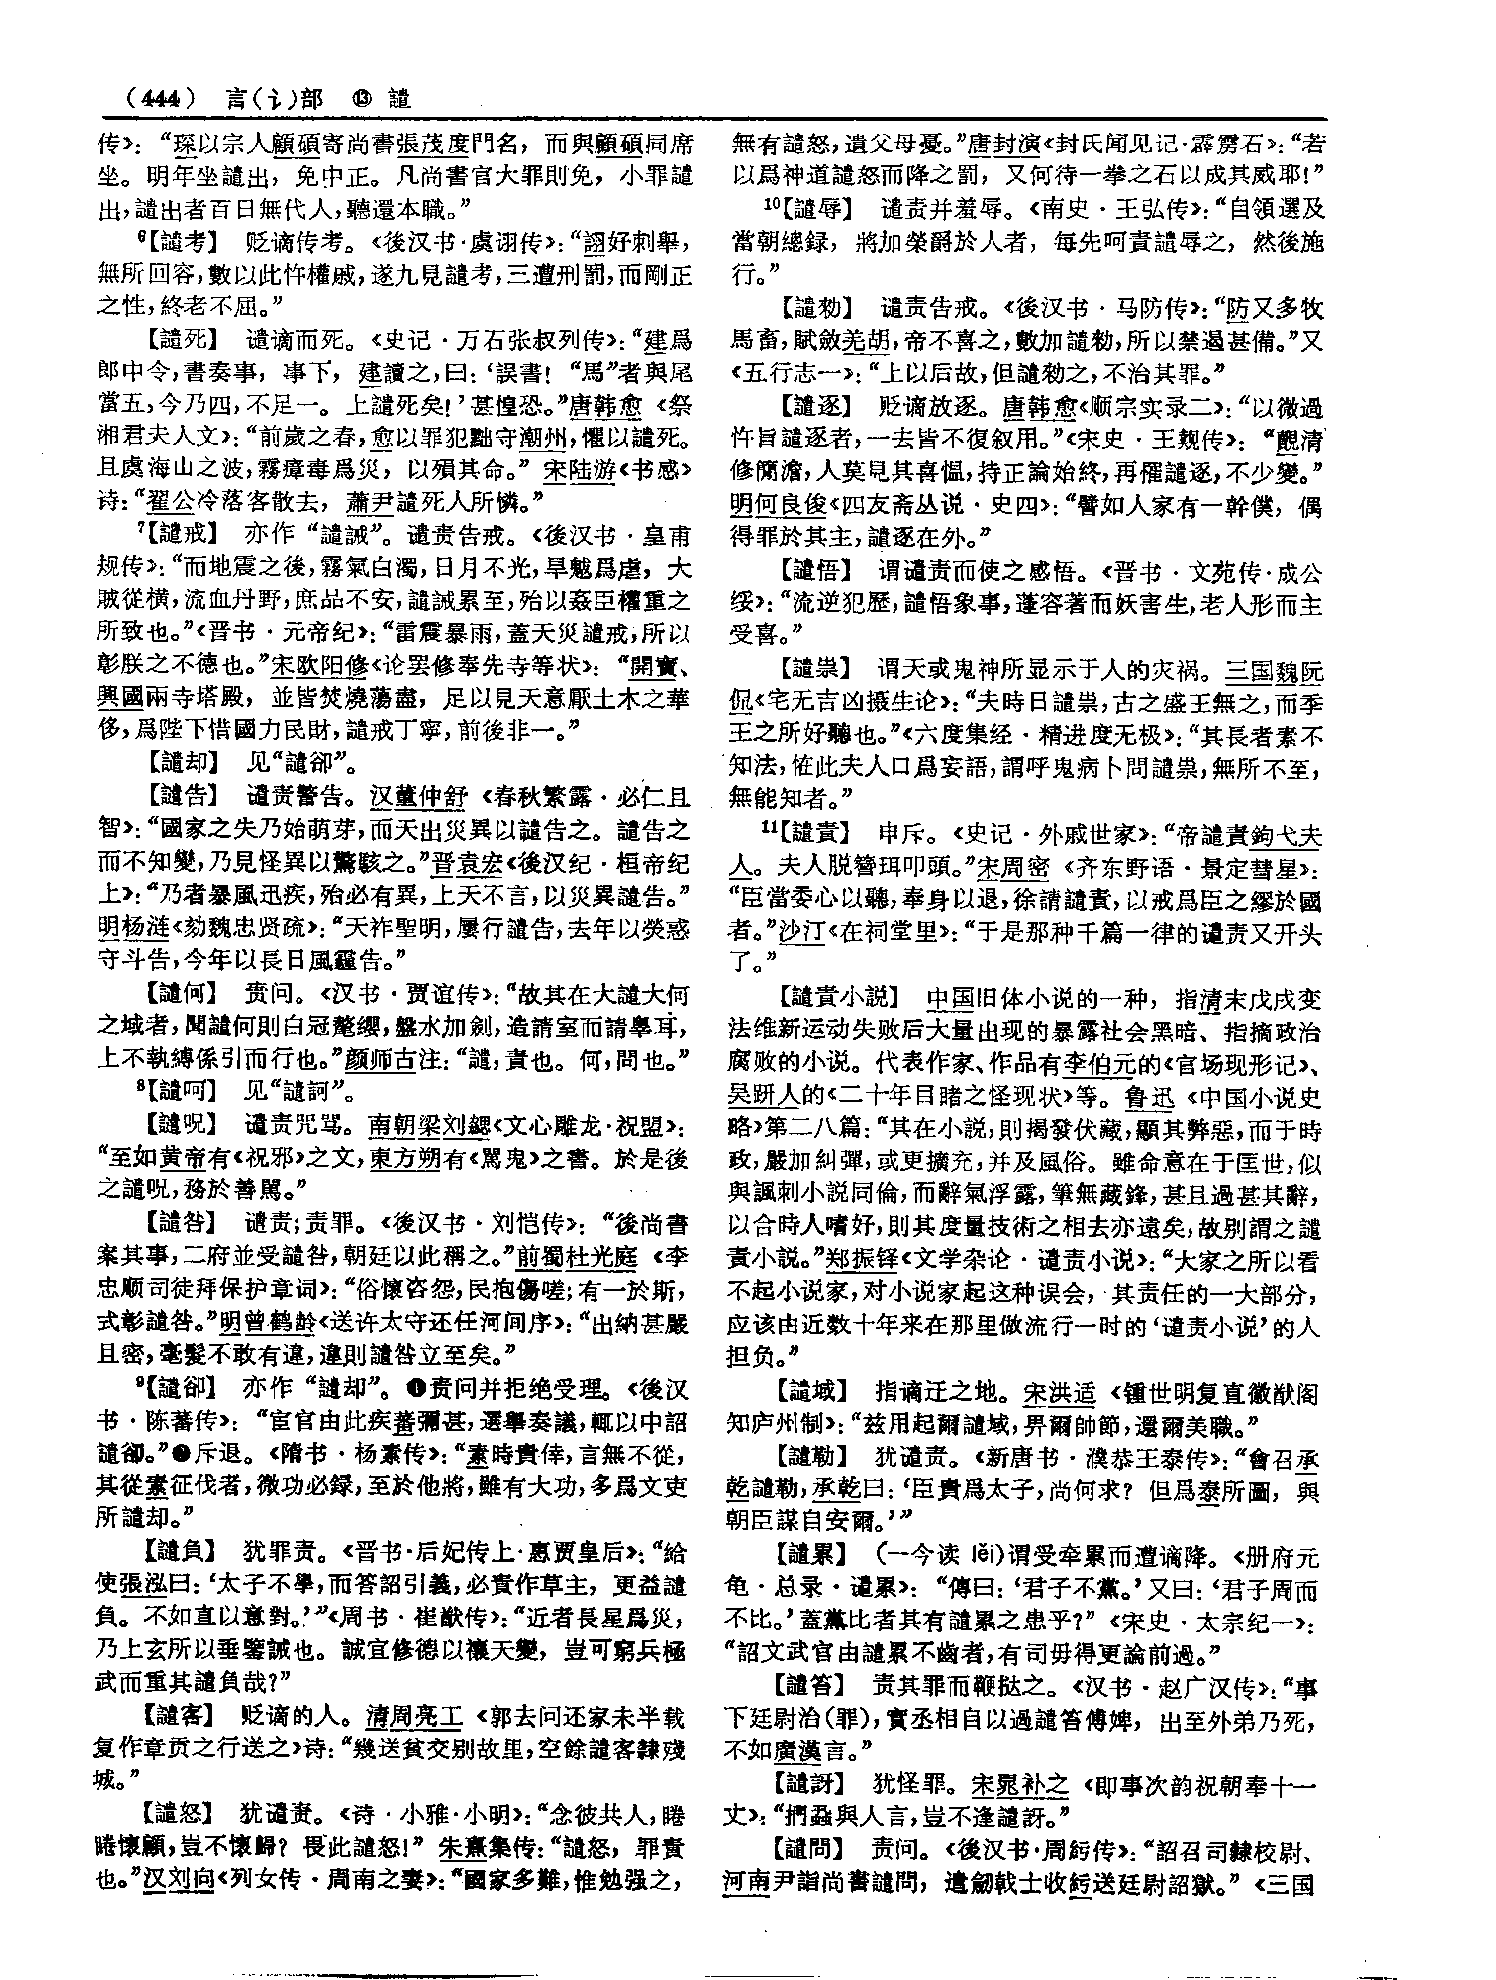 (444) 言(讠)部 ⑬ 譴
传》：“琛以宗人顧碩寄尚書張茂度門名，而與顧碩同席
坐。明年坐譴出，免中正。凡尚書官大罪則免，小罪譴
出，譴出者百日無代人，聽還本職。”
6【譴考】 贬谪传考。《後汉书·虞诩传》：“詡好刺舉，
無所回容，數以此忤權戚，遂九見譴考，三遭刑罰，而剛正
之性，終老不屈。”
【譴死】 谴谪而死。《史记·万石张叔列传》：“建爲
郎中令，書奏事，事下，建讀之，曰：‘誤書！“馬”者與尾
當五，今乃四，不足一。上譴死矣！’甚惶恐。”唐韩愈《祭
湘君夫人文》：“前歲之春，愈以罪犯黜守潮州，懼以譴死。
且虞海山之波，霧瘴毒爲災，以殞其命。”宋陆游《书感》
诗：“翟公冷落客散去，蕭尹譴死人所憐。”
7【譴戒】 亦作“譴誡”。谴责告戒。《後汉书·皇甫
规传》：“而地震之後，霧氣白濁，日月不光，旱魃爲虐，大
賊從横，流血丹野，庶品不安，譴誡累至，殆以姦臣權重之
所致也。”《晋书·元帝纪》：“雷震暴雨，蓋天災譴戒，所以
彰朕之不德也。”宋欧阳修《论罢修奉先寺等状》：“開寶、
興國兩寺塔殿，並皆焚燒蕩盡，足以見天意厭土木之華
侈，爲陛下惜國力民財，譴戒丁寧，前後非一。”
【譴却】 见“譴卻”。
【譴告】 谴责警告。汉董仲舒《春秋繁露·必仁且
智》：“國家之失乃始萌芽，而天出災異以譴告之。譴告之
而不知變，乃見怪異以驚駭之。”晋袁宏《後汉纪·桓帝纪
上》：“乃者暴風迅疾，殆必有異，上天不言，以災異譴告。”
明杨涟《劾魏忠贤疏》：“天祚聖明，屢行譴告，去年以熒惑
守斗告，今年以長日風霾告。”
【譴何】 责问。《汉书·贾谊传》：“故其在大譴大何
之域者，聞譴何則白冠氂纓，盤水加劍，造請室而請辠耳，
上不執縛係引而行也。”颜师古注：“譴，責也。何，問也。”
8【譴呵】 见“譴訶”。
【譴呪】 谴责咒骂。南朝梁刘勰《文心雕龙·祝盟》：
“至如黄帝有《祝邪》之文，東方朔有《駡鬼》之書。於是後
之譴呪，務於善駡。”
【譴咎】 谴责；责罪。《後汉书·刘恺传》：“後尚書
案其事，二府並受譴咎，朝廷以此稱之。”前蜀杜光庭《李
忠顺司徒拜保护章词》：“俗懷咨怨，民抱傷嗟；有一於斯，
式彰譴咎。”明曾鹤龄《送许太守还任河间序》：“出納甚嚴
且密，毫髮不敢有違，違則譴咎立至矣。”
9【譴卻】 亦作“譴却”。❶责问并拒绝受理。《後汉
书·陈蕃传》：“宦官由此疾蕃彌甚，選舉奏議，輒以中詔
譴卻。”❷斥退。《隋书·杨素传》：“素時貴倖，言無不從，
其從素征伐者，微功必録，至於他將，雖有大功，多爲文吏
所譴却。”
【譴負】 犹罪责。《晋书·后妃传上·惠贾皇后》：“給
使張泓曰：‘太子不學，而答詔引義，必責作草主，更益譴
負。不如直以意對。’”《周书·崔猷传》：“近者長星爲災，
乃上玄所以垂鑒誡也。誠宜修德以禳天變，豈可窮兵極
武而重其譴負哉？”
【譴客】 贬谪的人。清周亮工《郭去问还家未半载
复作章贡之行送之》诗：“幾送貧交别故里，空餘譴客隸殘
城。”
【譴怒】 犹谴责。《诗·小雅·小明》：“念彼共人，睠
睠懷顧，豈不懷歸？畏此譴怒！”朱熹集传：“譴怒，罪責
也。”汉刘向《列女传·周南之妻》：“國家多難，惟勉强之，
無有譴怒，遺父母憂。”唐封演《封氏闻见记·霹雳石》：“若
以爲神道譴怒而降之罰，又何待一拳之石以成其威耶！”
10【譴辱】 谴责并羞辱。《南史·王弘传》：“自領選及
當朝總録，將加榮爵於人者，每先呵責譴辱之，然後施
行。”
【譴勑】 谴责告戒。《後汉书·马防传》：“防又多牧
馬畜，賦斂羌胡，帝不喜之，數加譴勑，所以禁遏甚備。”又
《五行志一》：“上以后故，但譴勑之，不治其罪。”
【譴逐】 贬谪放逐。唐韩愈《顺宗实录二》：“以微過
忤旨譴逐者，一去皆不復叙用。”《宋史·王觌传》：“覿清
修簡澹，人莫見其喜愠，持正論始終，再罹譴逐，不少變。”
明何良俊《四友斋丛说·史四》：“譬如人家有一幹僕，偶
得罪於其主，譴逐在外。”
【譴悟】 谓谴责而使之感悟。《晋书·文苑传·成公
绥》：“流逆犯歷，譴悟象事，蓬容著而妖害生，老人形而主
受喜。”
【譴祟】 谓天或鬼神所显示于人的灾祸。三国魏阮
侃《宅无吉凶摄生论》：“夫時日譴祟，古之盛王無之，而季
王之所好聽也。”《六度集经·精进度无极》：“其長者素不
知法，恠此夫人口爲妄語，謂呼鬼病卜問譴祟，無所不至，
無能知者。”
11【譴責】 申斥。《史记·外戚世家》：“帝譴責鉤弋夫
人。夫人脱簪珥叩頭。”宋周密《齐东野语·景定彗星》：
“臣當委心以聽，奉身以退，徐請譴責，以戒爲臣之繆於國
者。”沙汀《在祠堂里》：“于是那种千篇一律的谴责又开头
了。”
【譴責小説】 中国旧体小说的一种，指清末戊戌变
法维新运动失败后大量出现的暴露社会黑暗、指摘政治
腐败的小说。代表作家、作品有李伯元的《官场现形记》、
吴趼人的《二十年目睹之怪现状》等。鲁迅《中国小说史
略》第二八篇：“其在小説，則揭發伏藏，顯其弊惡，而于時
政，嚴加糾彈，或更擴充，并及風俗。雖命意在于匡世，似
與諷刺小説同倫，而辭氣浮露，筆無藏鋒，甚且過甚其辭，
以合時人嗜好，則其度量技術之相去亦遠矣，故别謂之譴
責小説。”郑振铎《文学杂论·谴责小说》：“大家之所以看
不起小说家，对小说家起这种误会，其责任的一大部分，
应该由近数十年来在那里做流行一时的‘谴责小说’的人
担负。”
【譴域】 指谪迁之地。宋洪适《锺世明复直徽猷阁
知庐州制》：“兹用起爾譴域，畀爾帥節，還爾美職。”
【譴勒】 犹谴责。《新唐书·濮恭王泰传》：“會召承
乾譴勒，承乾曰：‘臣貴爲太子，尚何求？但爲泰所圖，與
朝臣謀自安爾。’”
【譴累】 （—今读 lěi）谓受牵累而遭谪降。《册府元
龟·总录·谴累》：“傳曰：‘君子不黨。’又曰：‘君子周而
不比。’蓋黨比者其有譴累之患乎？”《宋史·太宗纪一》：
“詔文武官由譴累不齒者，有司毋得更論前過。”
【譴笞】 责其罪而鞭挞之。《汉书·赵广汉传》：“事
下廷尉治（罪），實丞相自以過譴笞傅婢，出至外弟乃死，
不如廣漢言。”
【譴訝】 犹怪罪。宋晁补之《即事次韵祝朝奉十一
丈》：“捫蝨與人言，豈不逢譴訝。”
【譴問】 责问。《後汉书·周䊷传》：“詔召司隸校尉、
河南尹詣尚書譴問，遣劒戟士收䊷送廷尉詔獄。”《三国